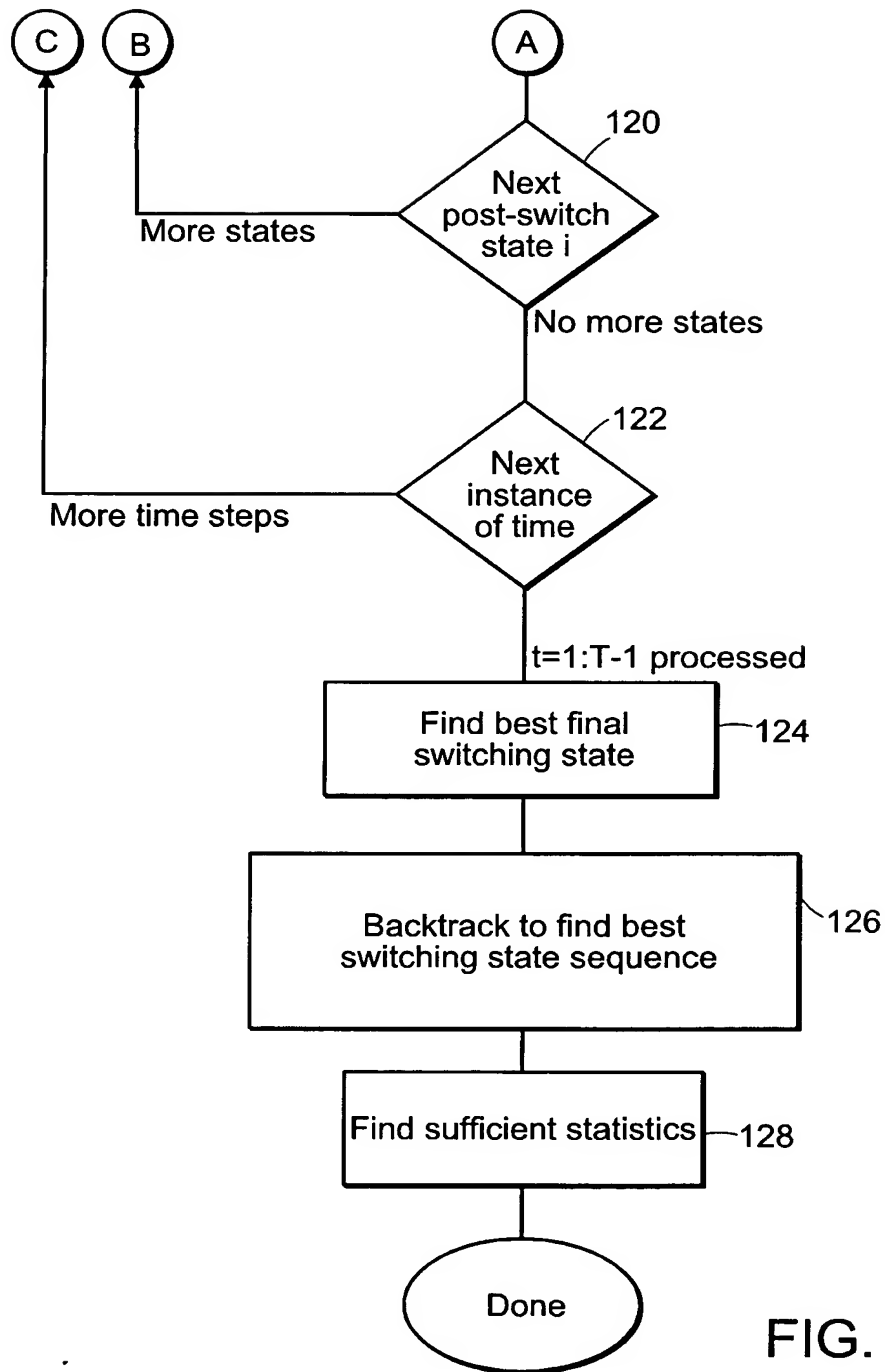 C
B
A
120
Next
post-switch
state i
More states
No more states
122
Next
instance
of time
More time steps
t=1:T-1 processed
Find best final
switching state
124
Backtrack to find best
switching state sequence
126
Find sufficient statistics
128
Done
FIG.